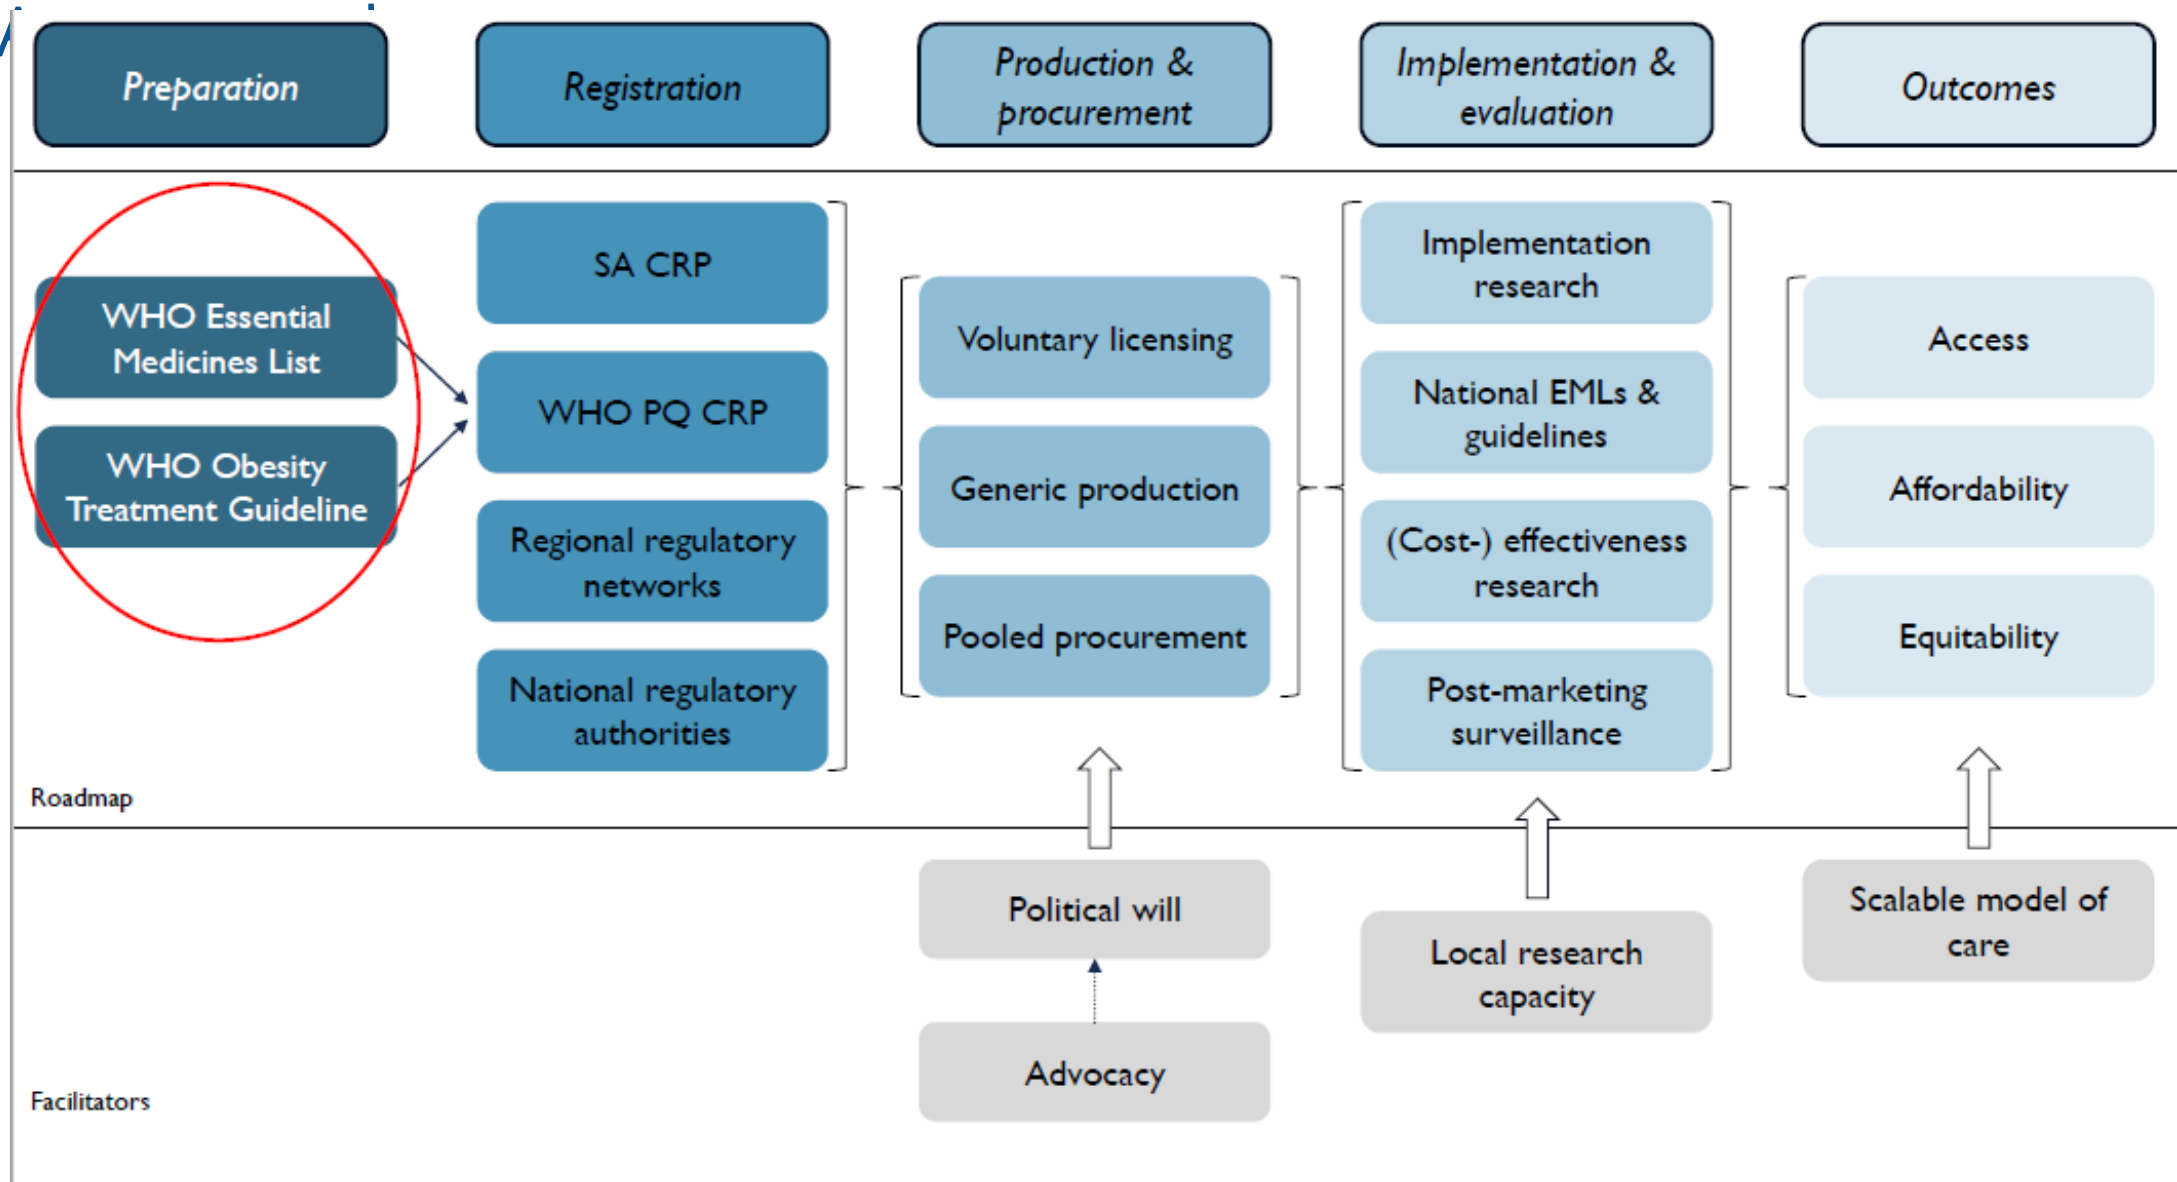 Preparation
Registration
Production &
procurement
Implementation &
evaluation
Outcomes
WHO Essential
Medicines List
WHO Obesity
Treatment Guideline
SA CRP
WHO PQ CRP
Regional regulatory
networks
National regulatory
authorities
Voluntary licensing
Generic production
Pooled procurement
Implementation
research
National EMLs &
guidelines
(Cost-) effectiveness
research
Post-marketing
surveillance
Access
Affordability
Equitability
Roadmap
Political will
Advocacy
Local research
capacity
Scalable model of
care
Facilitators